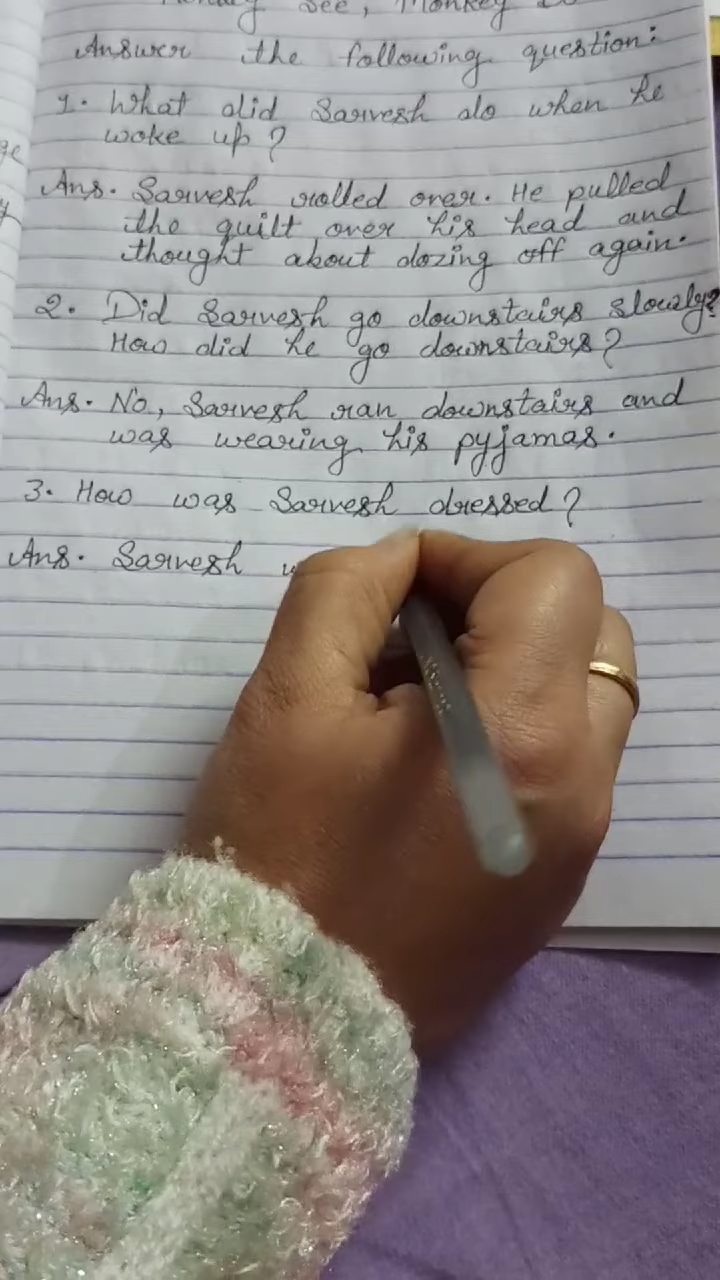 See, Monkey
Answer the following question:
1. What did Sarvesh do when he
woke up?
Ans. Sarvesh rolled over. He pulled
the quilt over his head and
thought about dozing off again.
2. Did Sarvesh go downstairs slowly?
How did he go downstairs?
Ans. No, Sarvesh ran downstairs and
was wearing his pyjamas.
3. How was Sarvesh dressed?
Ans. Sarvesh